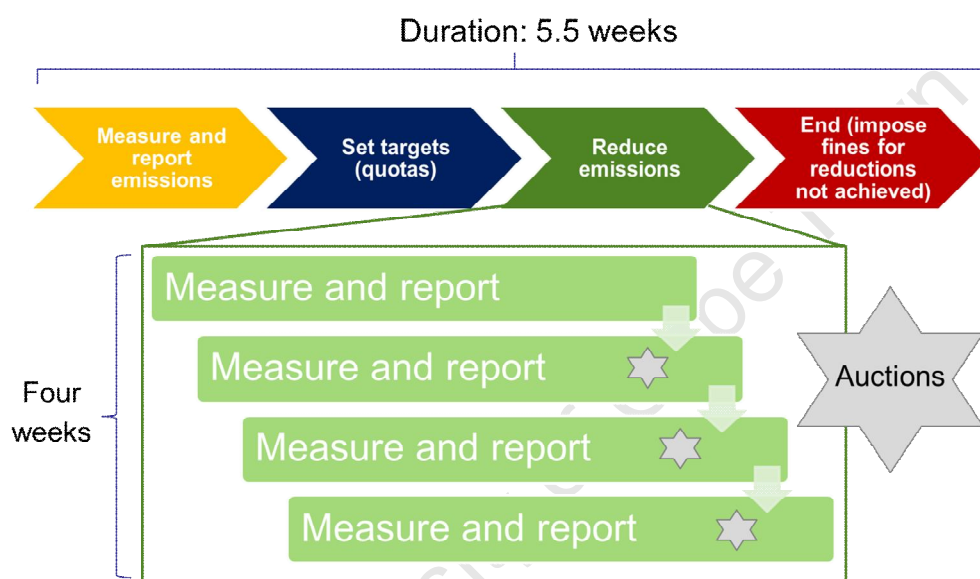 Duration: 5.5 weeks
Measure and
report
emissions
Set targets
(quotas)
Reduce
emissions
End (impose
fines for
reductions
not achieved)
Measure and report
Measure and report
Measure and report
Measure and report
Four
weeks
Auctions